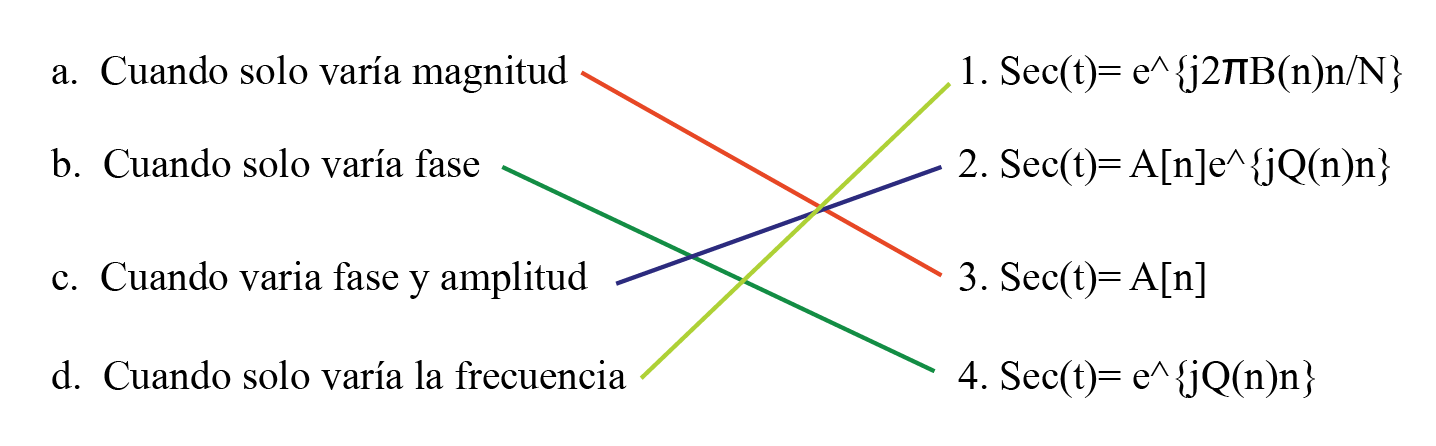 a. Cuando solo varía magnitud
1. Sec(t)= e^{j2πB(n)n/N}
b. Cuando solo varía fase
2. Sec(t)= A[n]e^{jQ(n)n}
c. Cuando varia fase y amplitud
3. Sec(t)= A[n]
d. Cuando solo varía la frecuencia
4. Sec(t)= e^{jQ(n)n}